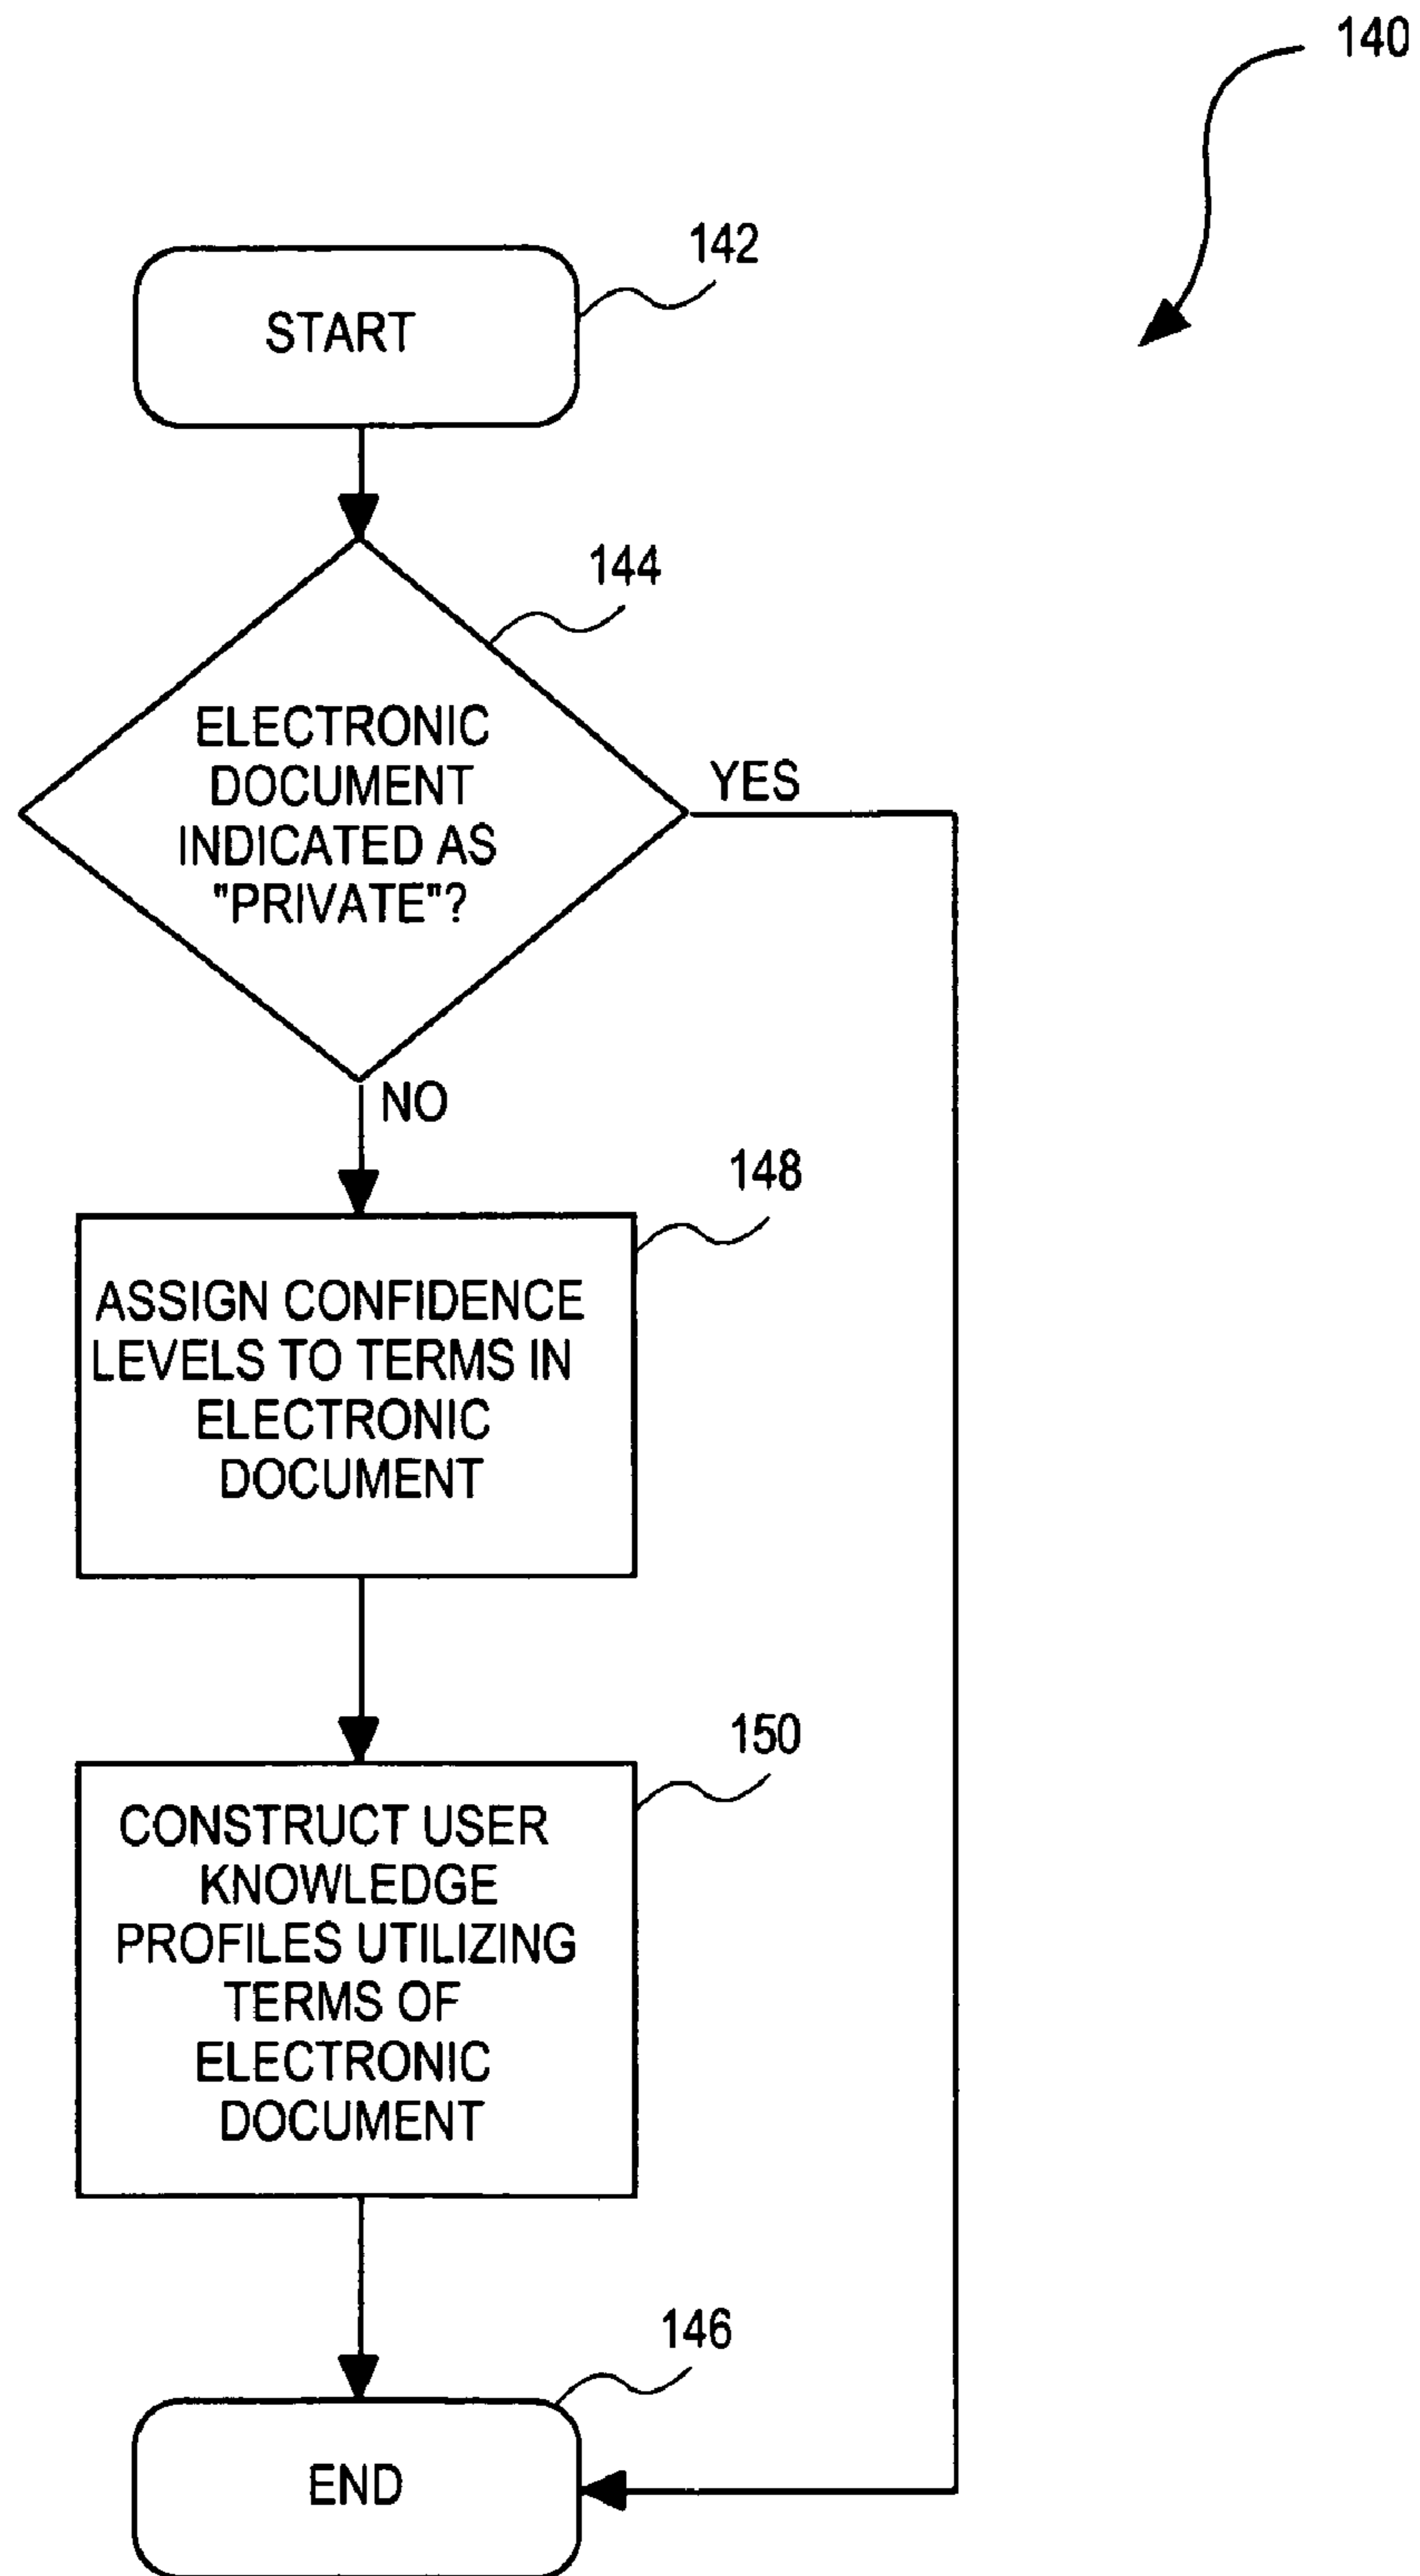 140
142
START
144
ELECTRONIC
DOCUMENT
INDICATED AS
"PRIVATE"?
YES
NO
148
ASSIGN CONFIDENCE
LEVELS TO TERMS IN
ELECTRONIC
DOCUMENT
150
CONSTRUCT USER
KNOWLEDGE
PROFILES UTILIZING
TERMS OF
ELECTRONIC
DOCUMENT
146
END